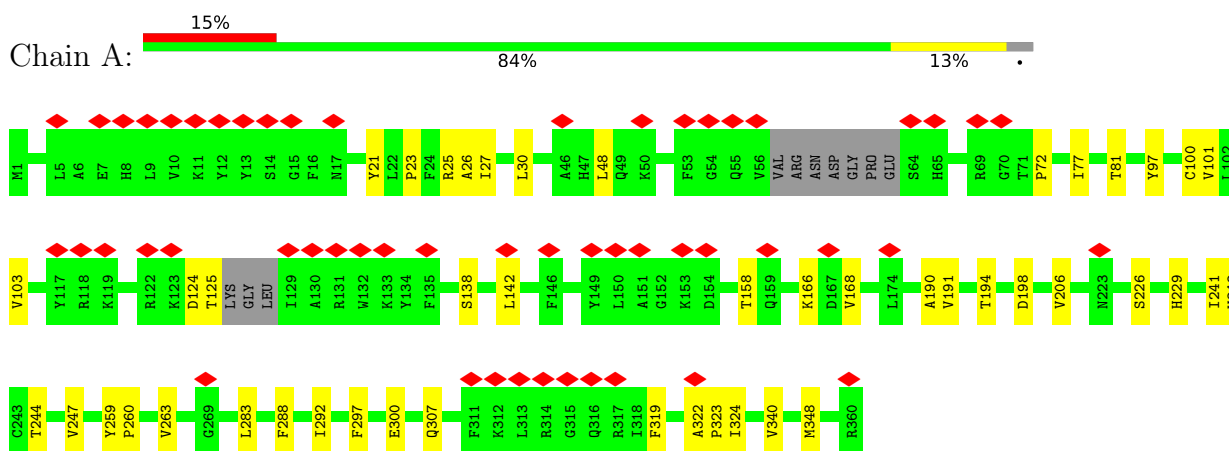 15%
Chain A:
84% 13% •
M1 L5 A6 E7 H8 L9 V10 K11 Y12 Y13 S14 G15 F16 N17 Y21 L22 P23 F24 R25 A26 I27 L30 A46 H47 L48 Q49 K50 F53 G54 Q55 V56 VAL ARG ASN ASP GLY PRO GLU S64 H65 R69 G70 T71 P72 I77 T81 Y97 C100 V101 L102
V103 Y117 R118 K119 R122 K123 D124 T125 LYS GLY LEU T129 A130 R131 W132 K133 Y134 F135 S138 L142 F146 Y149 L150 A151 G152 K153 D154 T158 Q159 K166 D167 V168 L174 A190 V191 T194 D198 V206 N223 S226 H229 I241
C243 T244 V247 Y259 P260 V263 G269 L283 F288 I292 F297 E300 Q307 F311 K312 L313 R314 G315 Q316 R317 I318 F319 A322 P323 I324 V340 M348 R360